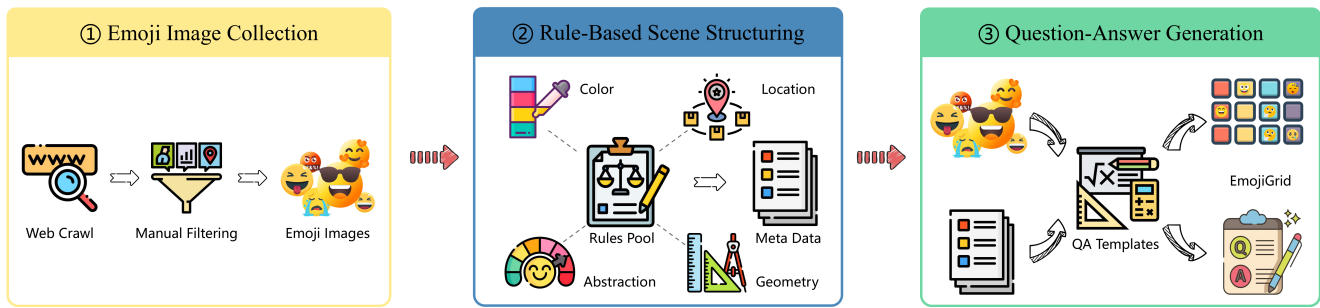 ① Emoji Image Collection
WWW
Web Crawl
Manual Filtering
Emoji Images
② Rule-Based Scene Structuring
Color
Location
Rules Pool
Meta Data
Abstraction
Geometry
③ Question-Answer Generation
√x
QA Templates
EmojiGrid
Q
A